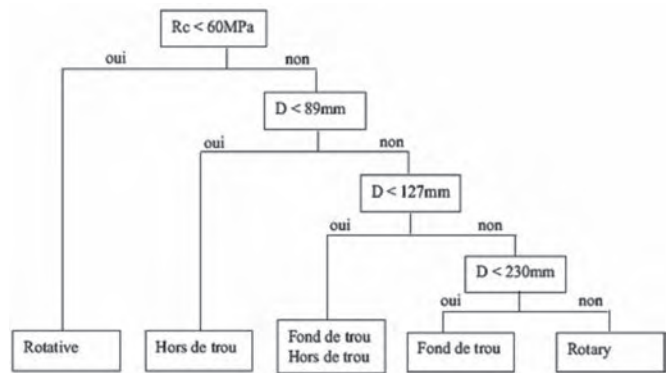 Rc < 60MPa
oui non
D < 89mm
oui non
D < 127mm
oui non
D < 230mm
oui non
Rotative
Hors de trou
Fond de trou
Hors de trou
Fond de trou
Rotary